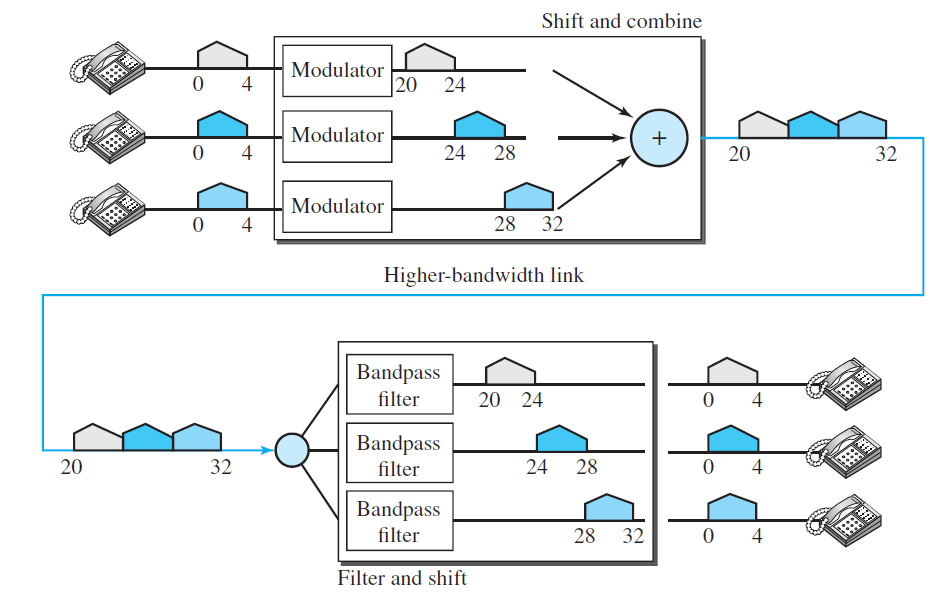 Shift and combine
Modulator
0 4
20 24
Modulator
0 4
24 28
+
20 32
Modulator
0 4
28 32
Higher-bandwidth link
Bandpass
filter
20 24
0 4
Bandpass
filter
20 32
24 28
0 4
Bandpass
filter
28 32
0 4
Filter and shift